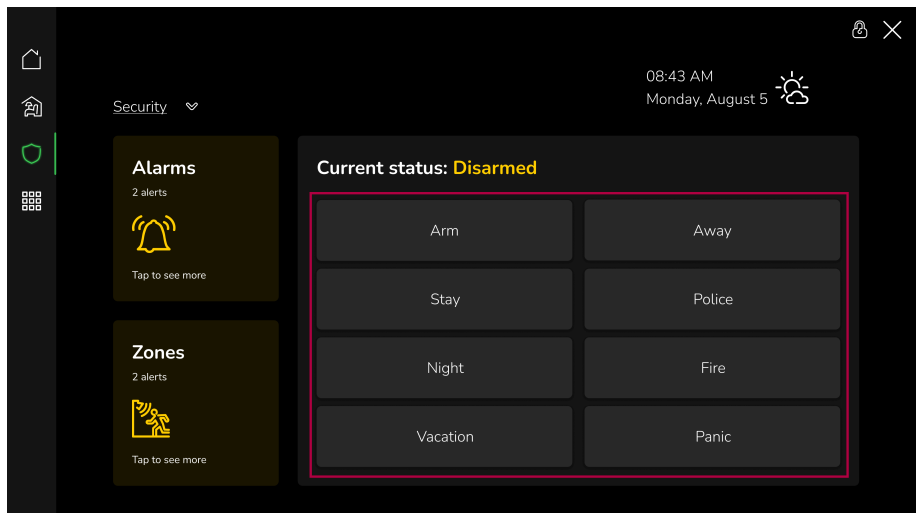 08:43 AM
Monday, August 5
Security
Alarms
2 alerts
Tap to see more
Zones
2 alerts
Tap to see more
Current status: Disarmed
Arm
Away
Stay
Police
Night
Fire
Vacation
Panic